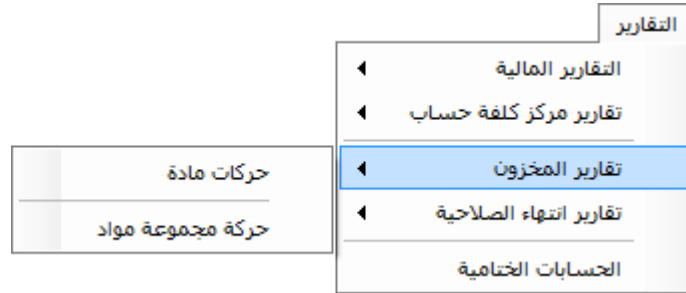 التقارير
التقارير المالية
تقارير مركز كلفة حساب
تقارير المخزون
حركات مادة
تقارير انتهاء الصلاحية
حركة مجموعة مواد
الحسابات الختامية